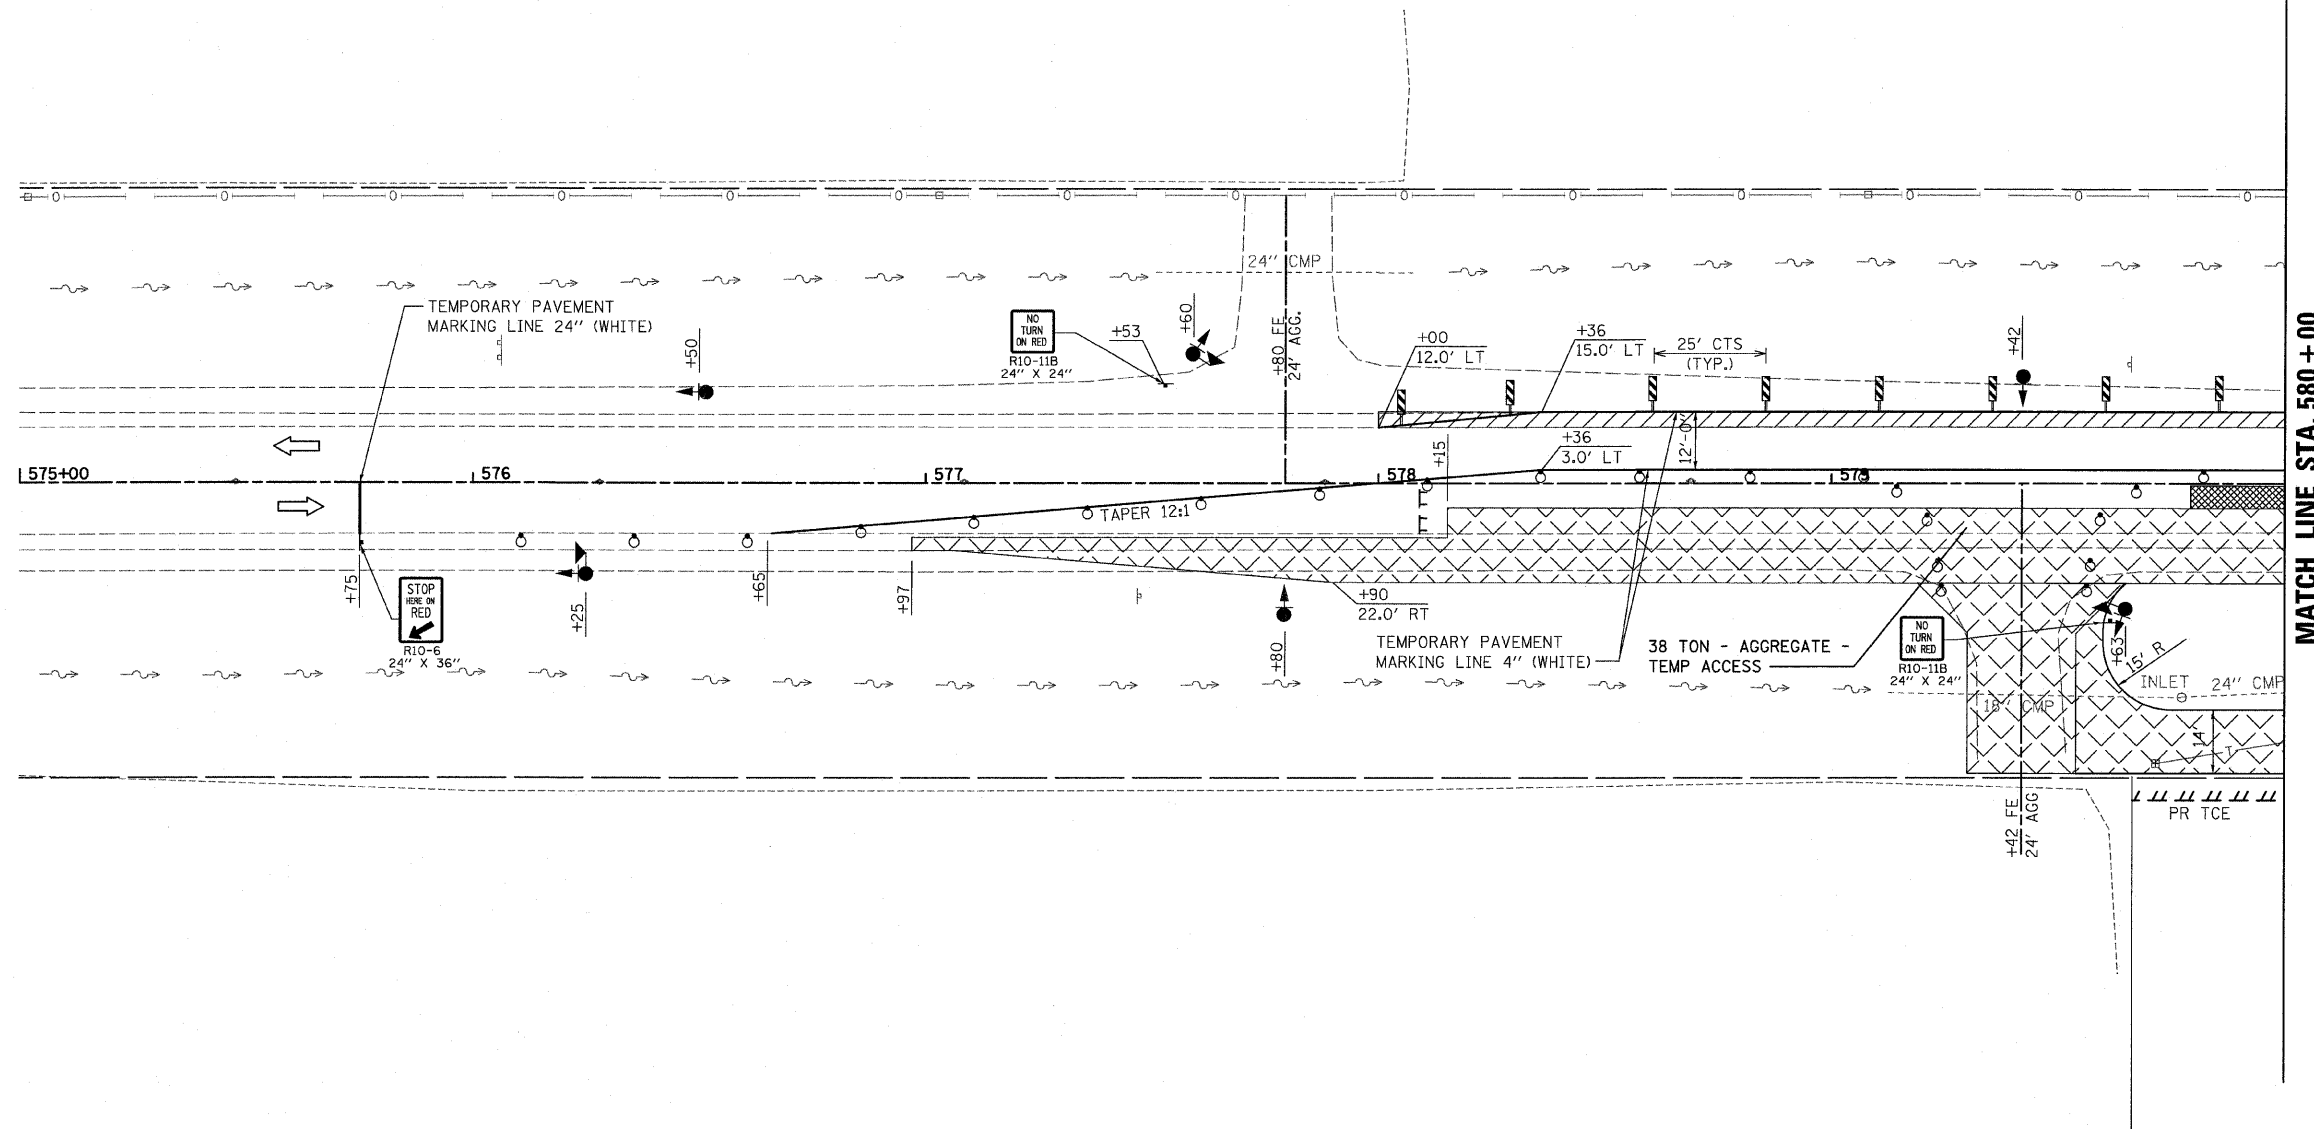 24" CMP
TEMPORARY PAVEMENT
MARKING LINE 24" (WHITE)
+50
NO
TURN
ON RED
R10-11B
24" X 24"
+53
+60
+80 FE
24' AGG.
+00
12.0' LT
+36
15.0' LT
25' CTS
(TYP.)
+42
MATCH LINE STA. 580+00
+36
3.0' LT
12'-0"
+15
575+00
576
577
578
579
TAPER 12:1
+75
STOP
HERE ON
RED
R10-6
24" X 36"
+25
+65
+97
+80
+90
22.0' RT
TEMPORARY PAVEMENT
MARKING LINE 4" (WHITE)
38 TON - AGGREGATE -
TEMP ACCESS
NO
TURN
ON RED
R10-11B
24" X 24"
+63
15' R
INLET
24" CMP
18" CMP
14'
T
+42 FE
24' AGG
PR TCE